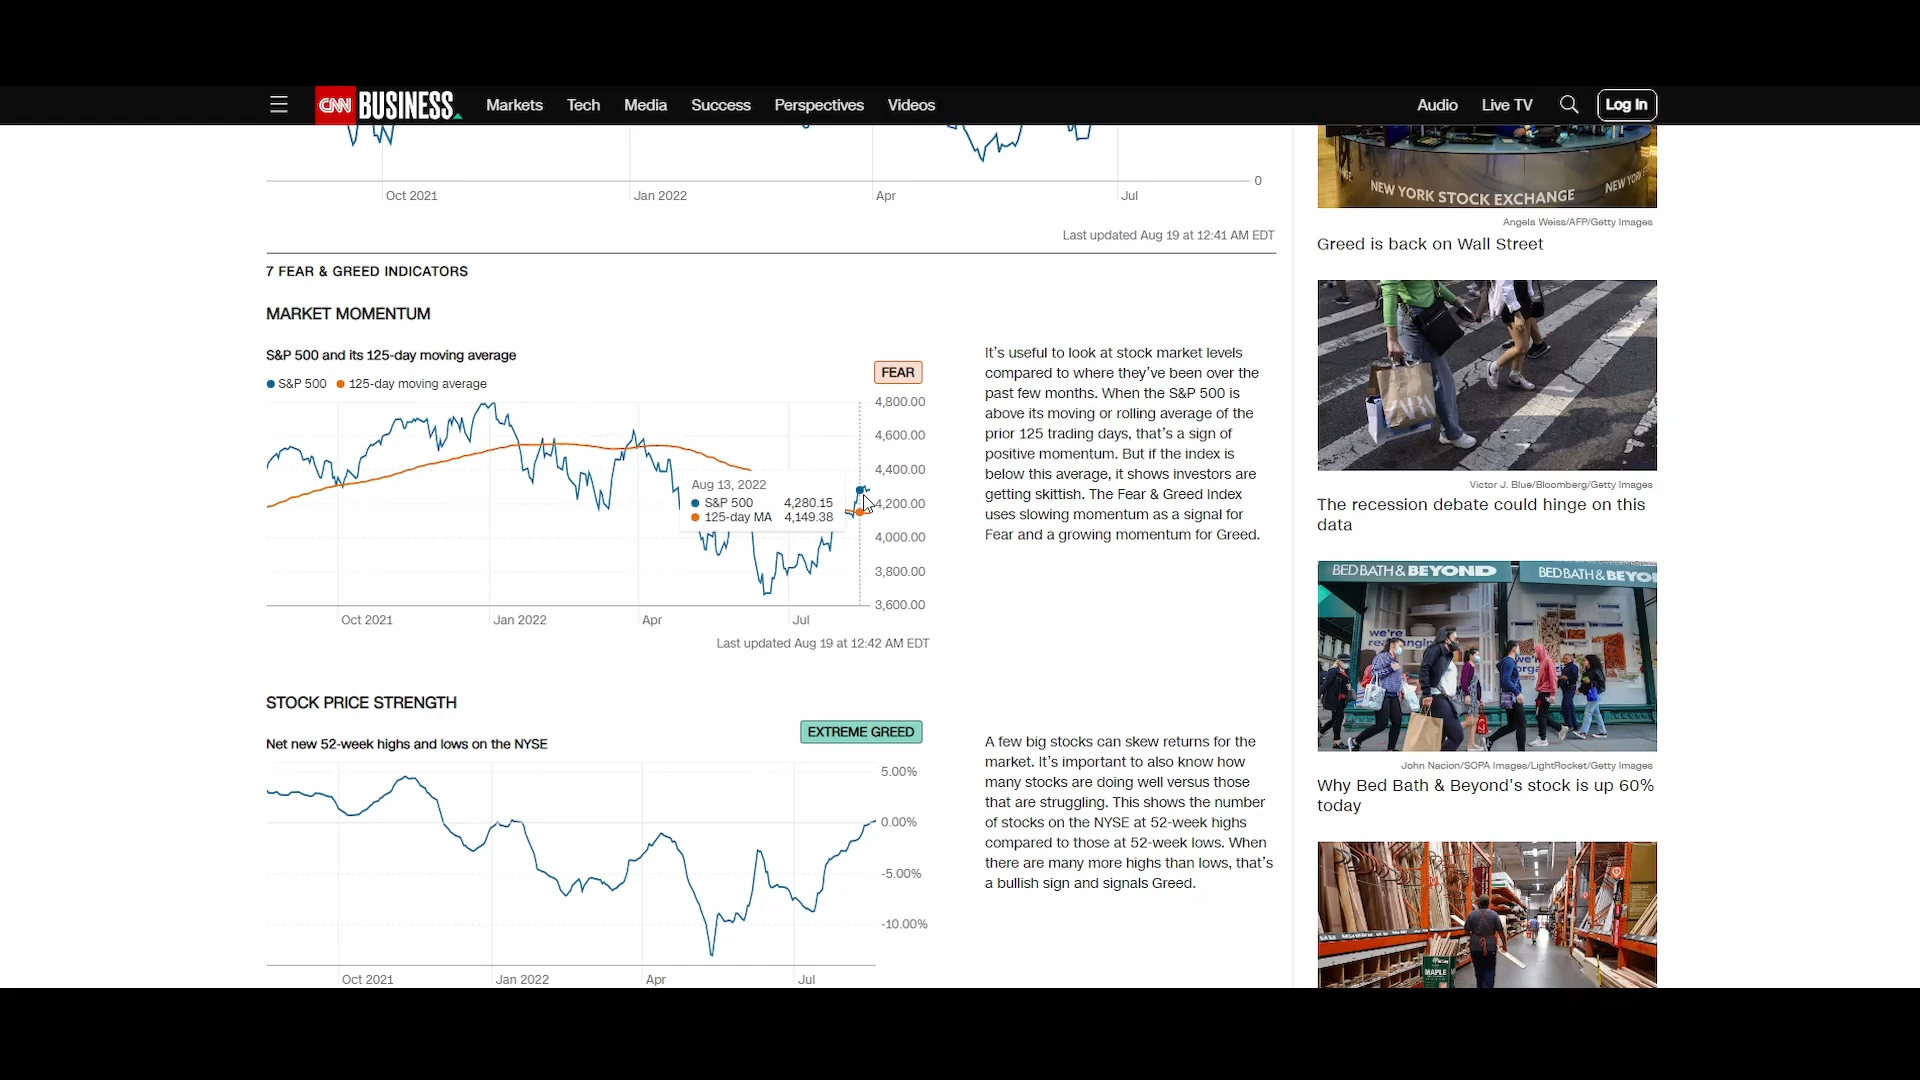 CNN BUSINESS
Markets
Tech
Media
Success
Perspectives
Videos
Audio
Live TV
Log In
0
Oct 2021
Jan 2022
Apr
Jul
Last updated Aug 19 at 12:41 AM EDT
7 FEAR & GREED INDICATORS
MARKET MOMENTUM
S&P 500 and its 125-day moving average
FEAR
S&P 500
125-day moving average
4,800.00
4,600.00
4,400.00
4,200.00
4,000.00
3,800.00
3,600.00
Aug 13, 2022
S&P 500 4,280.15
125-day MA 4,149.38
Oct 2021
Jan 2022
Apr
Jul
Last updated Aug 19 at 12:42 AM EDT
It's useful to look at stock market levels
compared to where they've been over the
past few months. When the S&P 500 is
above its moving or rolling average of the
prior 125 trading days, that's a sign of
positive momentum. But if the index is
below this average, it shows investors are
getting skittish. The Fear & Greed Index
uses slowing momentum as a signal for
Fear and a growing momentum for Greed.
STOCK PRICE STRENGTH
EXTREME GREED
Net new 52-week highs and lows on the NYSE
5.00%
0.00%
-5.00%
-10.00%
Oct 2021
Jan 2022
Apr
Jul
A few big stocks can skew returns for the
market. It's important to also know how
many stocks are doing well versus those
that are struggling. This shows the number
of stocks on the NYSE at 52-week highs
compared to those at 52-week lows. When
there are many more highs than lows, that's
a bullish sign and signals Greed.
NEW YORK STOCK EXCHANGE
NEW YORK
Angela Weiss/AFP/Getty Images
Greed is back on Wall Street
ZARA
Victor J. Blue/Bloomberg/Getty Images
The recession debate could hinge on this
data
BED BATH & BEYOND
BED BATH & BEYO
we're
John Nacion/SOPA Images/LightRocket/Getty Images
Why Bed Bath & Beyond's stock is up 60%
today
MAPLE